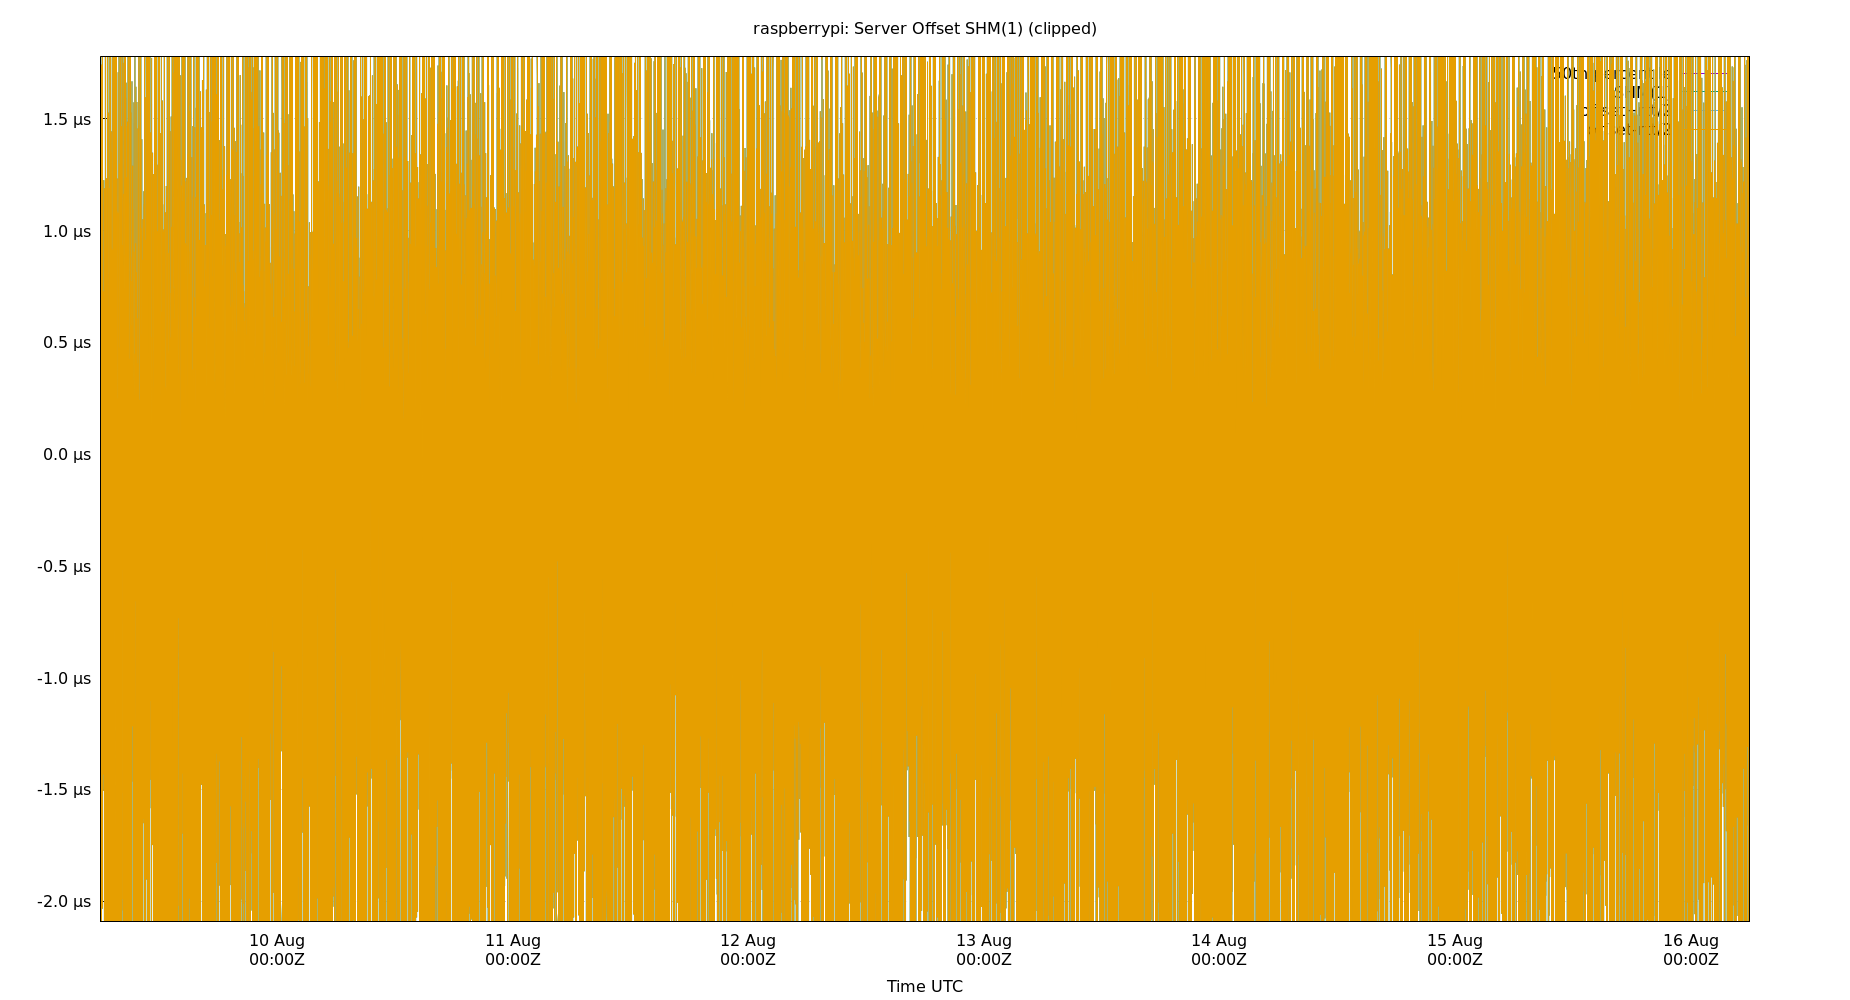 raspberrypi: Server Offset SHM(1) (clipped)
1.5 µs
1.0 µs
0.5 µs
0.0 µs
-0.5 µs
-1.0 µs
-1.5 µs
-2.0 µs
10 Aug 11 Aug 12 Aug 13 Aug 14 Aug 15 Aug 16 Aug
00:00Z 00:00Z 00:00Z 00:00Z 00:00Z 00:00Z 00:00Z
Time UTC